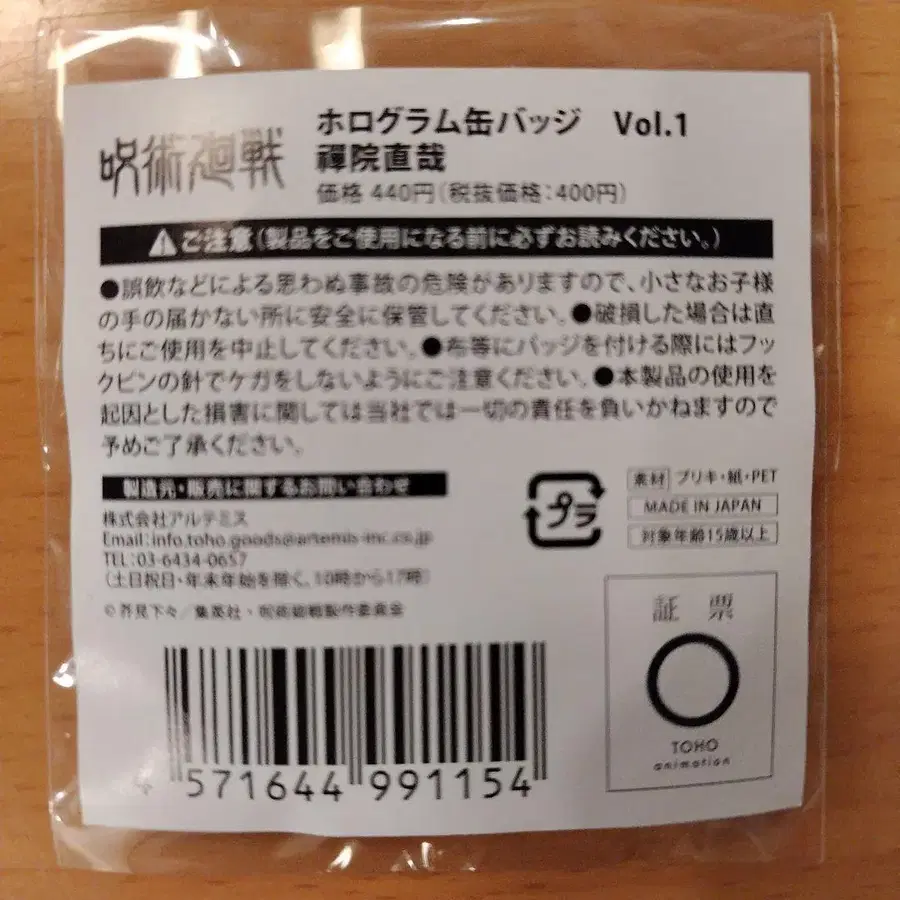 呪術廻戦
ホログラム缶バッジ Vol.1
禪院直哉
価格 440円(税抜価格:400円)
ご注意(製品をご使用になる前に必ずお読みください。)
●誤飲などによる思わぬ事故の危険がありますので、小さなお子様
の手の届かない所に安全に保管してください。●破損した場合は直
ちにご使用を中止してください。●布等にバッジを付ける際にはフッ
クピンの針でケガをしないようにご注意ください。●本製品の使用を
起因とした損害に関しては当社では一切の責任を負いかねますので
予めご了承ください。
製造元・販売に関するお問い合わせ
株式会社アルテミス
Email:info.toho.goods@artemis-inc.co.jp
TEL:03-6434-0657
(土日祝日・年末年始を除く、10時から17時)
©芥見下々/集英社・呪術廻戦製作委員会
プラ
素材 ブリキ・紙・PET
MADE IN JAPAN
対象年齢15歳以上
証票
TOHO
animation
4 571644 991154